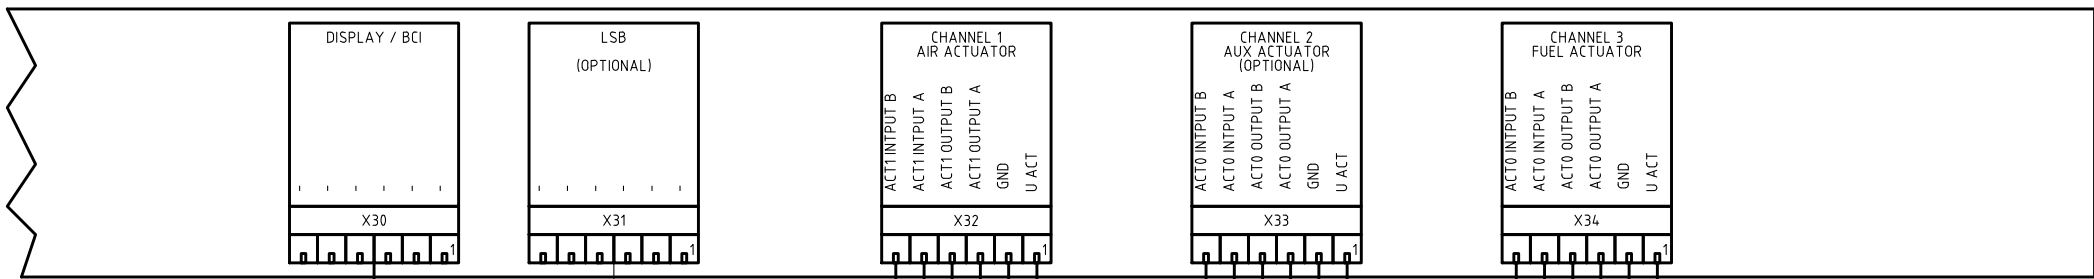 DISPLAY / BCI
-
-
-
-
-
-
X30
1
LSB
(OPTIONAL)
-
-
-
-
-
-
X31
1
CHANNEL 1
AIR ACTUATOR
ACT1 INTPUT B
ACT1 INTPUT A
ACT1 OUTPUT B
ACT1 OUTPUT A
GND
U ACT
X32
1
CHANNEL 2
AUX ACTUATOR
(OPTIONAL)
ACT0 INTPUT B
ACT0 INTPUT A
ACT0 OUTPUT B
ACT0 OUTPUT A
GND
U ACT
X33
1
CHANNEL 3
FUEL ACTUATOR
ACT0 INTPUT B
ACT0 INTPUT A
ACT0 OUTPUT B
ACT0 OUTPUT A
GND
U ACT
X34
1